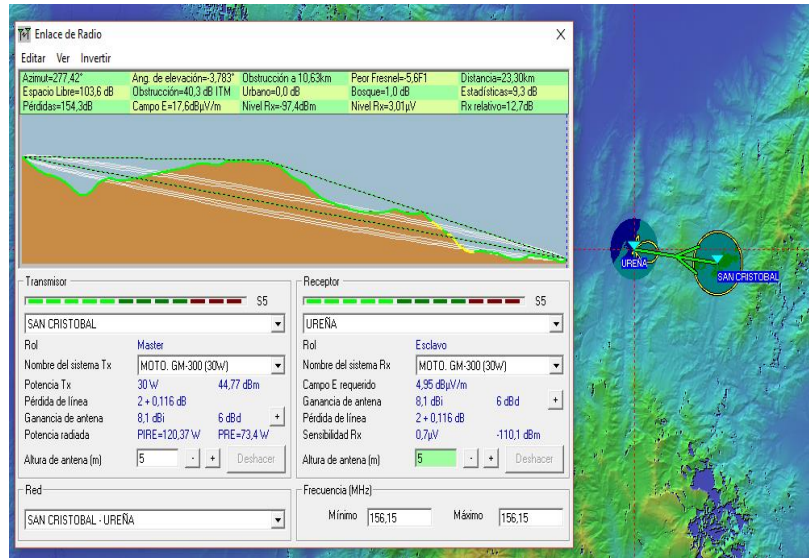 Enlace de Radio
Editar Ver Invertir
Azimut=277,42° Ang. de elevación=-3,783° Obstrucción a 10,63km Peor Fresnel=-5,6F1 Distancia=23,30km
Espacio Libre=103,6 dB Obstrucción=40,3 dB ITM Urbano=0,0 dB Bosque=1,0 dB Estadísticas=9,3 dB
Pérdidas=154,3dB Campo E=17,6dBµV/m Nivel Rx=-97,4dBm Nivel Rx=3,01µV Rx relativo=12,7dB
Transmisor
S5
SAN CRISTOBAL
Rol Master
Nombre del sistema Tx MOTO. GM-300 (30W)
Potencia Tx 30 W 44,77 dBm
Pérdida de línea 2 + 0,116 dB
Ganancia de antena 8,1 dBi 6 dBd +
Potencia radiada PIRE=120,37 W PRE=73,4 W
Altura de antena (m) 5 - + Deshacer
Receptor
S5
UREÑA
Rol Esclavo
Nombre del sistema Rx MOTO. GM-300 (30W)
Campo E requerido 4,95 dBµV/m
Ganancia de antena 8,1 dBi 6 dBd +
Pérdida de línea 2 + 0,116 dB
Sensibilidad Rx 0,7µV -110,1 dBm
Altura de antena (m) 5 - + Deshacer
Red
SAN CRISTOBAL - UREÑA
Frecuencia (MHz)
Mínimo 156,15 Máximo 156,15
UREÑA
SAN CRISTOBAL